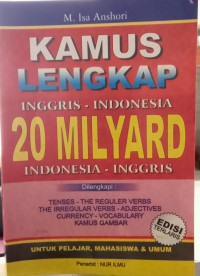 M. Isa Anshori
KAMUS
LENGKAP
INGGRIS - INDONESIA
20 MILYARD
INDONESIA - INGGRIS
Dilengkapi :
TENSES - THE REGULER VERBS
THE IRREGULAR VERBS - ADJECTIVES
CURRENCY - VOCABULARY
KAMUS GAMBAR
EDISI
TERLARIS
UNTUK PELAJAR, MAHASISWA & UMUM
Penerbit : NUR ILMU